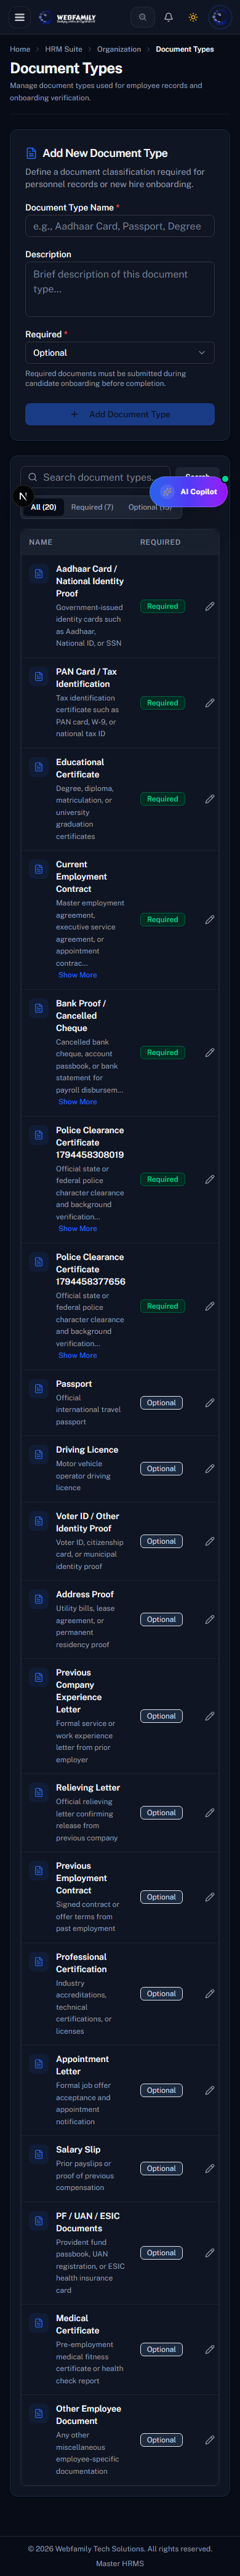 WEBFAMILY
Home > HRM Suite > Organization > Document Types
Document Types
Manage document types used for employee records and
onboarding verification.
Add New Document Type
Define a document classification required for
personnel records or new hire onboarding.
Document Type Name *
e.g., Aadhaar Card, Passport, Degree
Description
Brief description of this document
type...
Required *
Optional
Required documents must be submitted during
candidate onboarding before completion.
+ Add Document Type
Search document types...
AI Copilot
N
All (20)
Required (7)
NAME
REQUIRED
Aadhaar Card /
National Identity
Proof
Government-issued
identity cards such
as Aadhaar,
National ID, or SSN
Required
PAN Card / Tax
Identification
Tax identification
certificate such as
PAN card, W-9, or
national tax ID
Required
Educational
Certificate
Degree, diploma,
matriculation, or
university
graduation
certificates
Required
Current
Employment
Contract
Master employment
agreement,
executive service
agreement, or
appointment
contrac...
Show More
Required
Bank Proof /
Cancelled
Cheque
Cancelled bank
cheque, account
passbook, or bank
statement for
payroll disbursem...
Show More
Required
Police Clearance
Certificate
1794458308019
Official state or
federal police
character clearance
and background
verification...
Show More
Required
Police Clearance
Certificate
1794458377656
Official state or
federal police
character clearance
and background
verification...
Show More
Required
Passport
Official
international travel
passport
Optional
Driving Licence
Motor vehicle
operator driving
licence
Optional
Voter ID / Other
Identity Proof
Voter ID, citizenship
card, or municipal
identity proof
Optional
Address Proof
Utility bills, lease
agreement, or
permanent
residency proof
Optional
Previous
Company
Experience
Letter
Formal service or
work experience
letter from prior
employer
Optional
Relieving Letter
Official relieving
letter confirming
release from
previous company
Optional
Previous
Employment
Contract
Signed contract or
offer terms from
past employment
Optional
Professional
Certification
Industry
accreditations,
technical
certifications, or
licenses
Optional
Appointment
Letter
Formal job offer
acceptance and
appointment
notification
Optional
Salary Slip
Prior payslips or
proof of previous
compensation
Optional
PF / UAN / ESIC
Documents
Provident fund
passbook, UAN
registration, or ESIC
health insurance
card
Optional
Medical
Certificate
Pre-employment
medical fitness
certificate or health
check report
Optional
Other Employee
Document
Any other
miscellaneous
employee-specific
documentation
Optional
© 2026 Webfamily Tech Solutions. All rights reserved.
Master HRMS